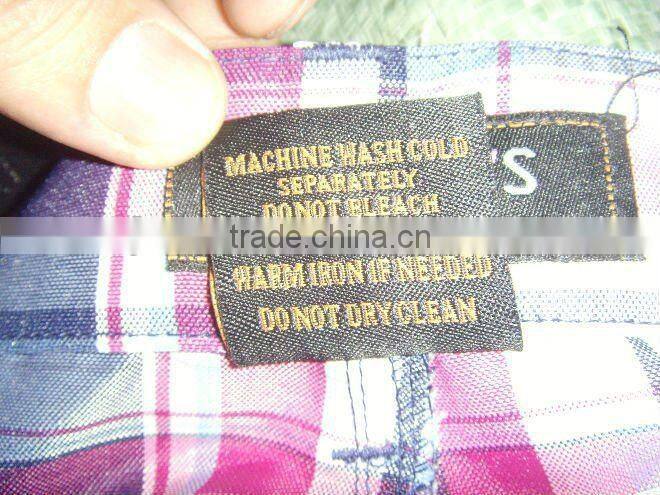 MACHINE WASH COLD
SEPARATELY
DO NOT BLEACH
trade.china.cn
WARM IRON IF NEEDED
DO NOT DRY CLEAN
'S